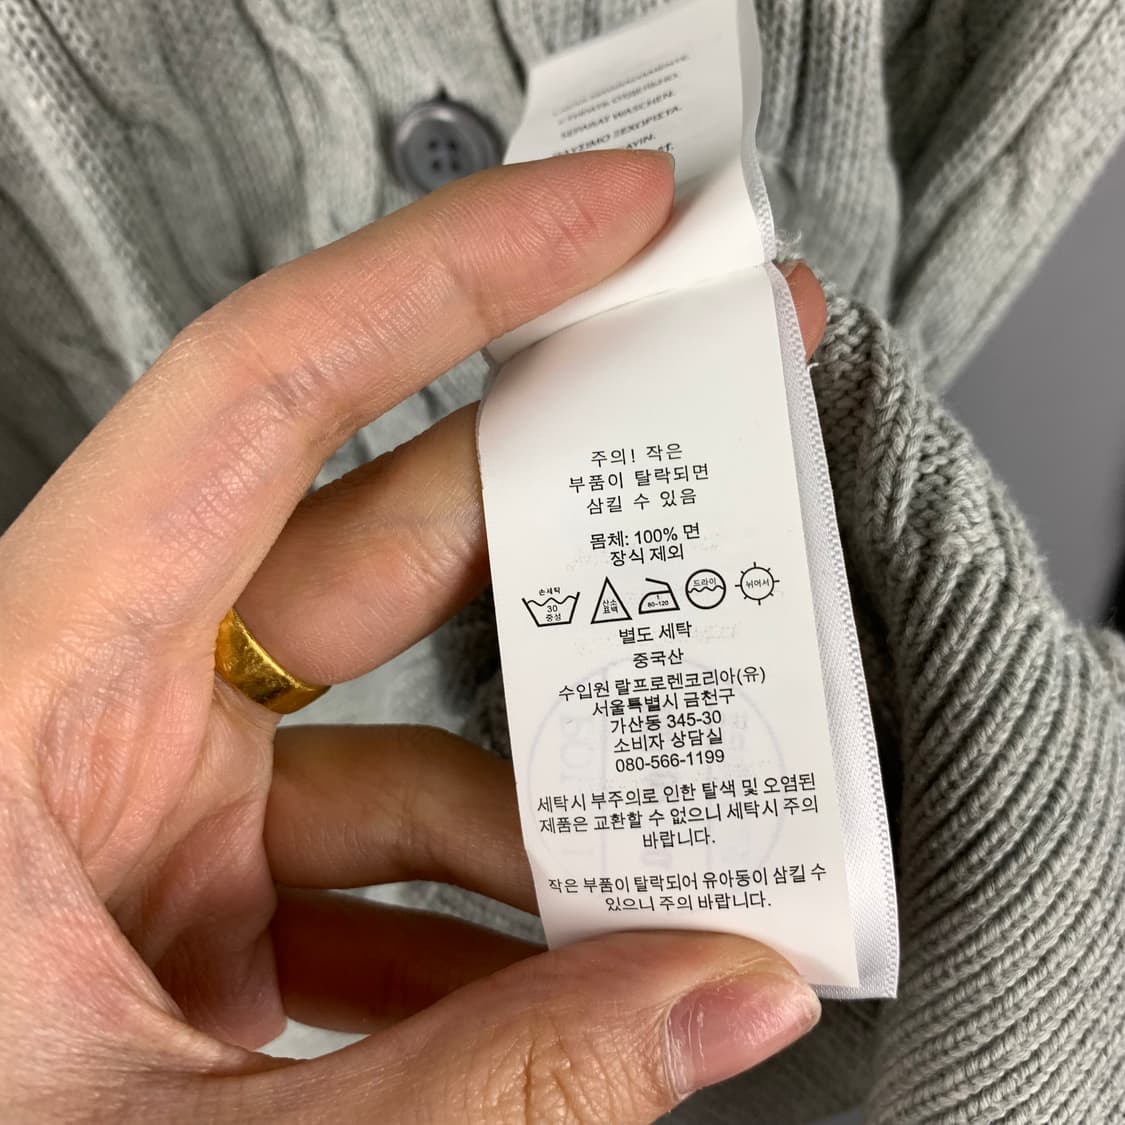 SEPARAT WASCHEN.
주의! 작은
부품이 탈락되면
삼킬 수 있음
몸체: 100% 면
장식 제외
손세탁
30
중성
산소
표백
1
80-120
드라이
뉘어서
별도 세탁
중국산
수입원 랄프로렌코리아(유)
서울특별시 금천구
가산동 345-30
소비자 상담실
080-566-1199
세탁시 부주의로 인한 탈색 및 오염된
제품은 교환할 수 없으니 세탁시 주의
바랍니다.
작은 부품이 탈락되어 유아동이 삼킬 수
있으니 주의 바랍니다.